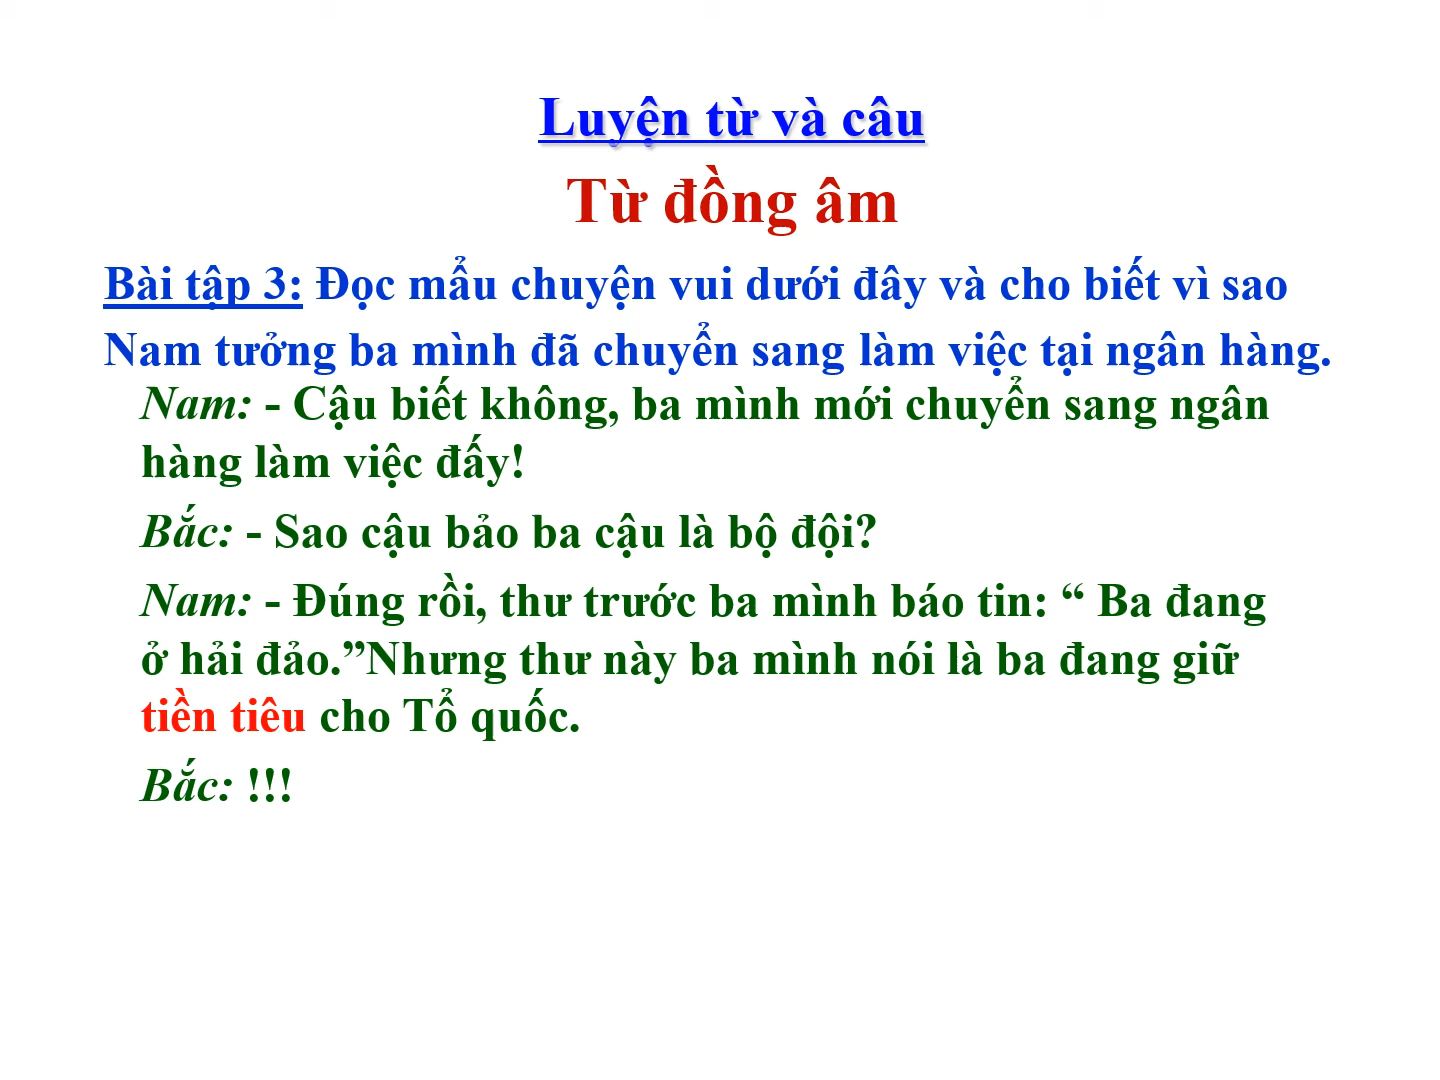 Luyện từ và câu
Từ đồng âm
Bài tập 3: Đọc mẩu chuyện vui dưới đây và cho biết vì sao
Nam tưởng ba mình đã chuyển sang làm việc tại ngân hàng.
Nam: - Cậu biết không, ba mình mới chuyển sang ngân
hàng làm việc đấy!
Bắc: - Sao cậu bảo ba cậu là bộ đội?
Nam: - Đúng rồi, thư trước ba mình báo tin: “ Ba đang
ở hải đảo.”Nhưng thư này ba mình nói là ba đang giữ
tiền tiêu cho Tổ quốc.
Bắc: !!!